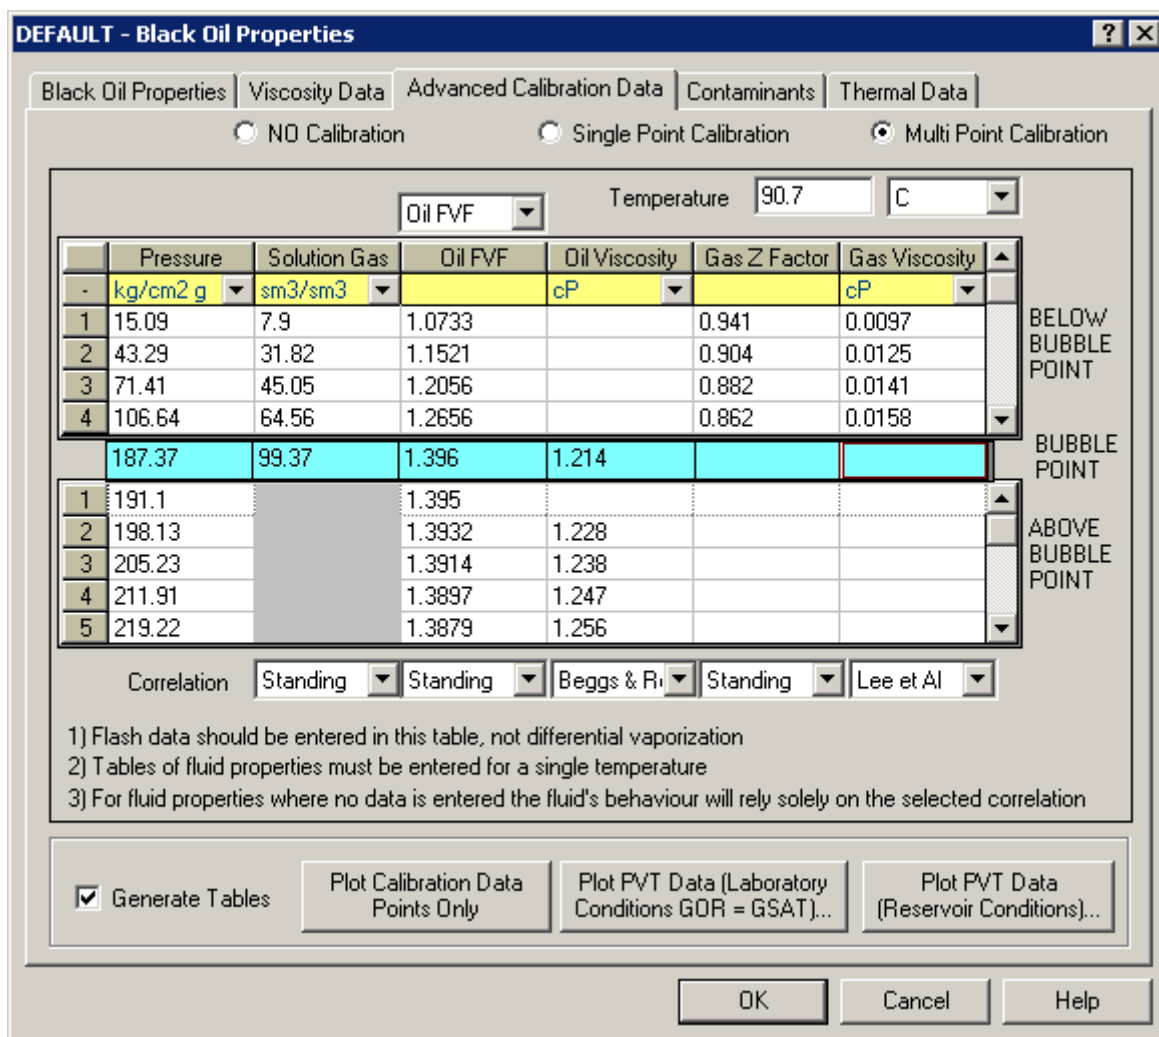 DEFAULT - Black Oil Properties
Black Oil Properties Viscosity Data Advanced Calibration Data Contaminants Thermal Data
NO Calibration Single Point Calibration Multi Point Calibration
Oil FVF Temperature 90.7 C
Pressure Solution Gas Oil FVF Oil Viscosity Gas Z Factor Gas Viscosity
- kg/cm2 g sm3/sm3 cP cP
1 15.09 7.9 1.0733 0.941 0.0097
2 43.29 31.82 1.1521 0.904 0.0125
3 71.41 45.05 1.2056 0.882 0.0141
4 106.64 64.56 1.2656 0.862 0.0158
BELOW
BUBBLE
POINT
187.37 99.37 1.396 1.214
BUBBLE
POINT
1 191.1 1.395
2 198.13 1.3932 1.228
3 205.23 1.3914 1.238
4 211.91 1.3897 1.247
5 219.22 1.3879 1.256
ABOVE
BUBBLE
POINT
Correlation Standing Standing Beggs & R Standing Lee et Al
1) Flash data should be entered in this table, not differential vaporization
2) Tables of fluid properties must be entered for a single temperature
3) For fluid properties where no data is entered the fluid's behaviour will rely solely on the selected correlation
Generate Tables
Plot Calibration Data
Points Only
Plot PVT Data (Laboratory
Conditions GOR = GSAT)...
Plot PVT Data
(Reservoir Conditions)...
OK Cancel Help